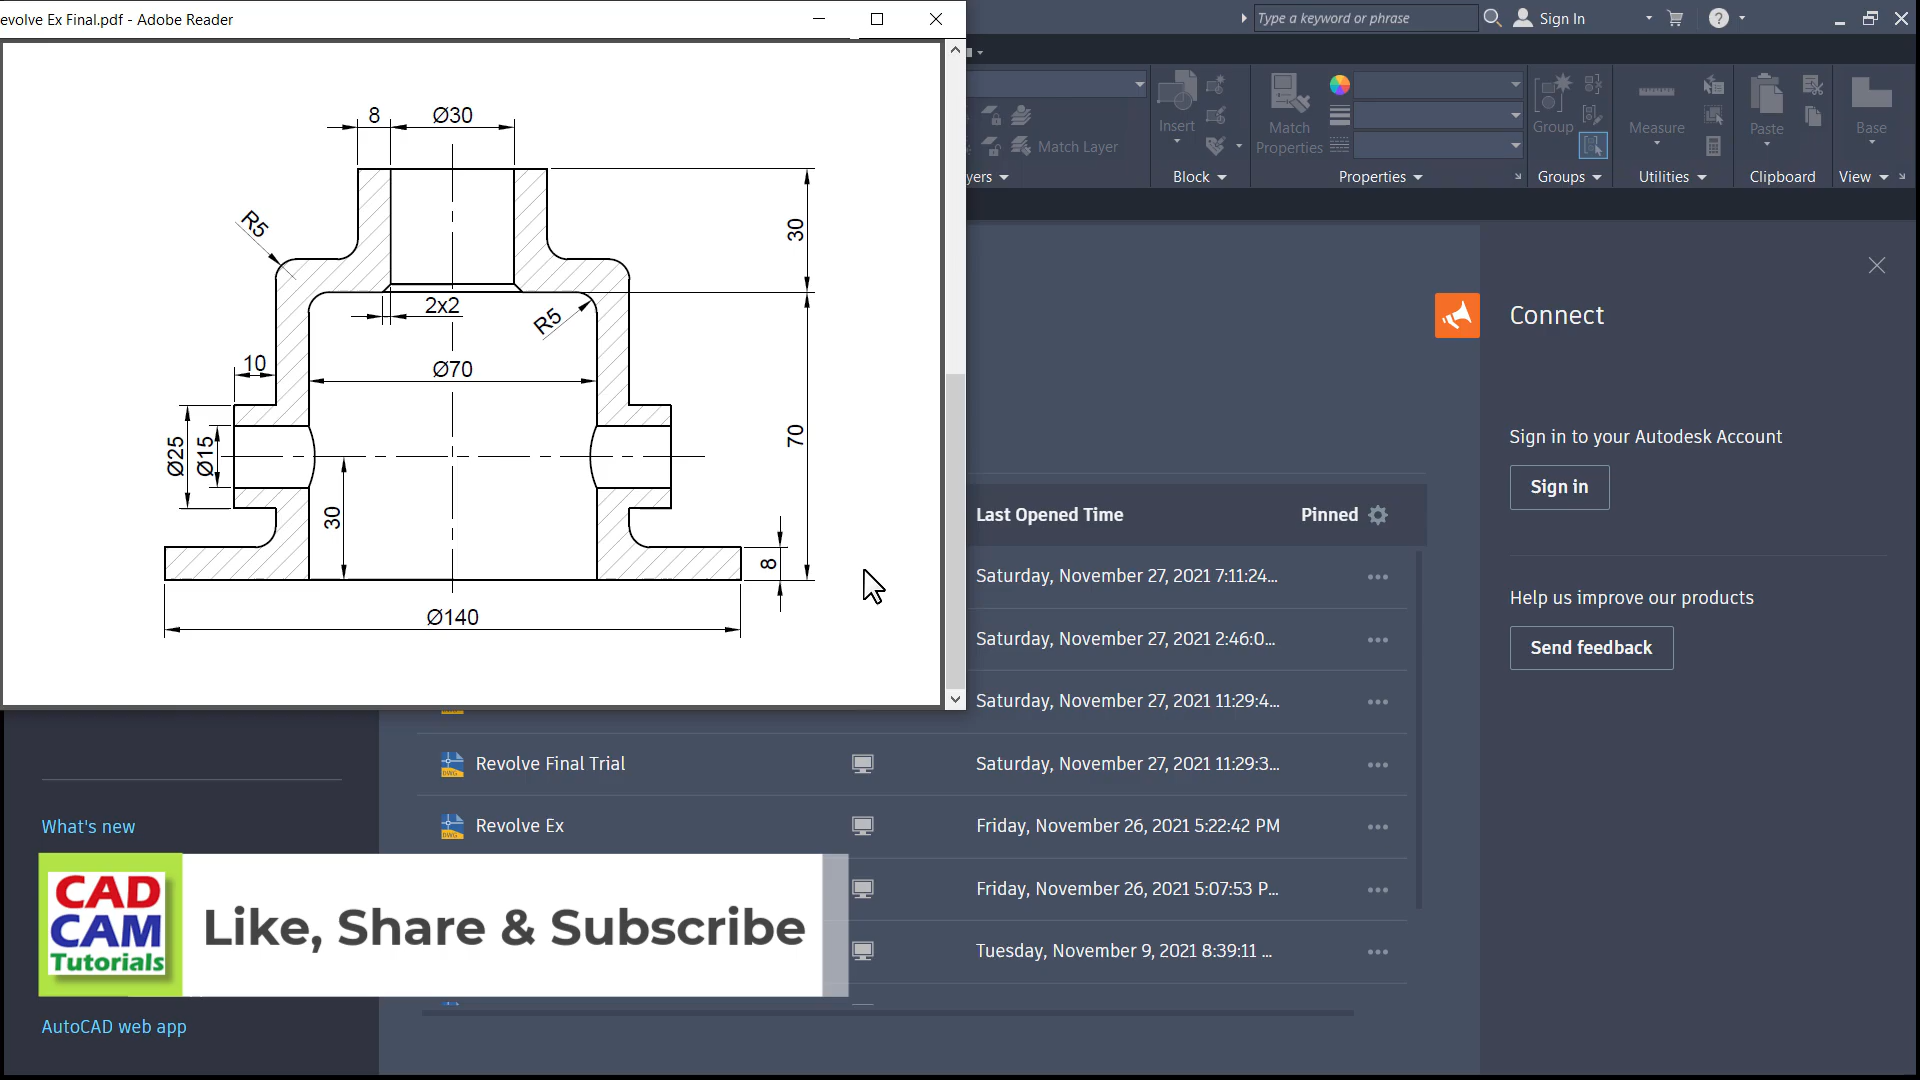 evolve Ex Final.pdf - Adobe Reader
Type a keyword or phrase
Sign In
8
Ø30
R5
30
2x2
R5
10
Ø70
Ø25
Ø15
70
30
8
Ø140
Match Layer
yers
Insert
Block
Match
Properties
Properties
Group
Groups
Measure
Utilities
Paste
Clipboard
Base
View
Connect
Sign in to your Autodesk Account
Sign in
Help us improve our products
Send feedback
Last Opened Time
Pinned
Saturday, November 27, 2021 7:11:24...
Saturday, November 27, 2021 2:46:0...
Saturday, November 27, 2021 11:29:4...
Revolve Final Trial
Saturday, November 27, 2021 11:29:3...
Revolve Ex
Friday, November 26, 2021 5:22:42 PM
Friday, November 26, 2021 5:07:53 P...
Tuesday, November 9, 2021 8:39:11 ...
What's new
CAD
CAM
Tutorials
Like, Share & Subscribe
AutoCAD web app